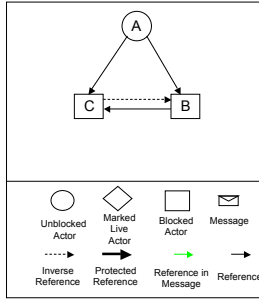 A
C
B
Unblocked
Actor
Marked
Live
Actor
Blocked
Actor
Message
Inverse
Reference
Protected
Reference
Reference in
Message
Reference